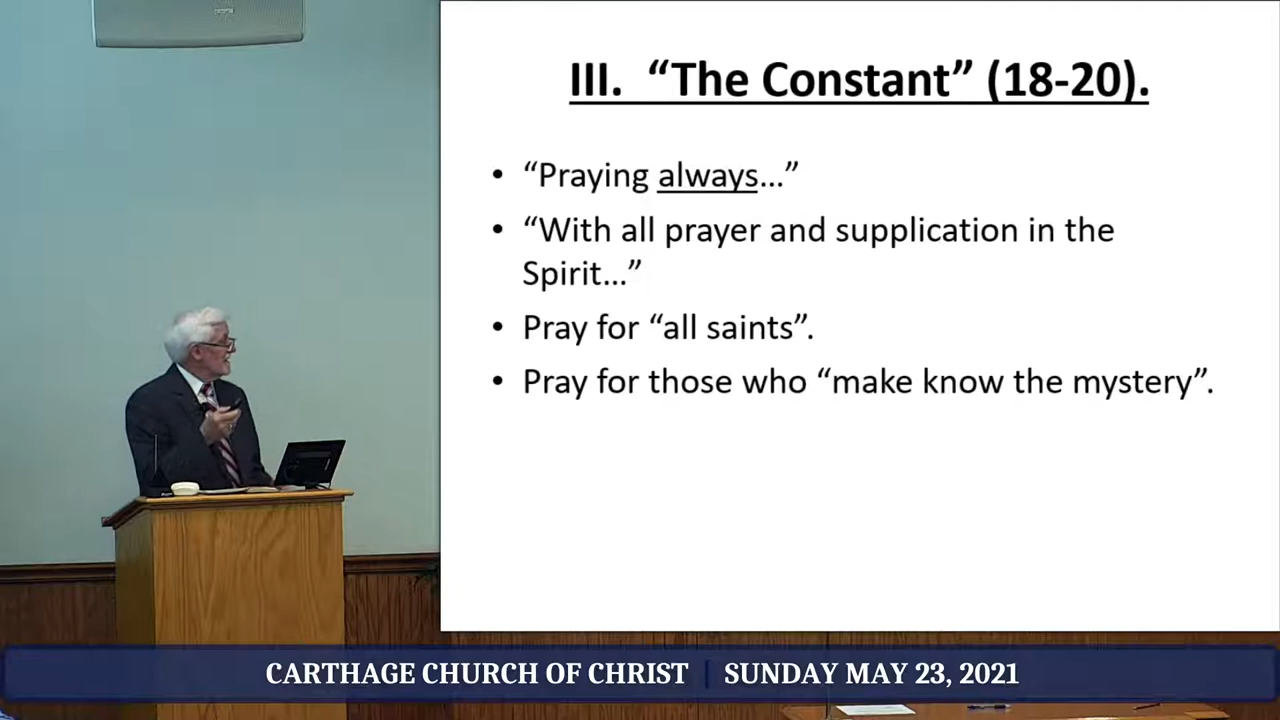 III.  “The Constant” (18-20).
• “Praying always…”
• “With all prayer and supplication in the
Spirit…”
• Pray for “all saints”.
• Pray for those who “make know the mystery”.
CARTHAGE CHURCH OF CHRIST | SUNDAY MAY 23, 2021